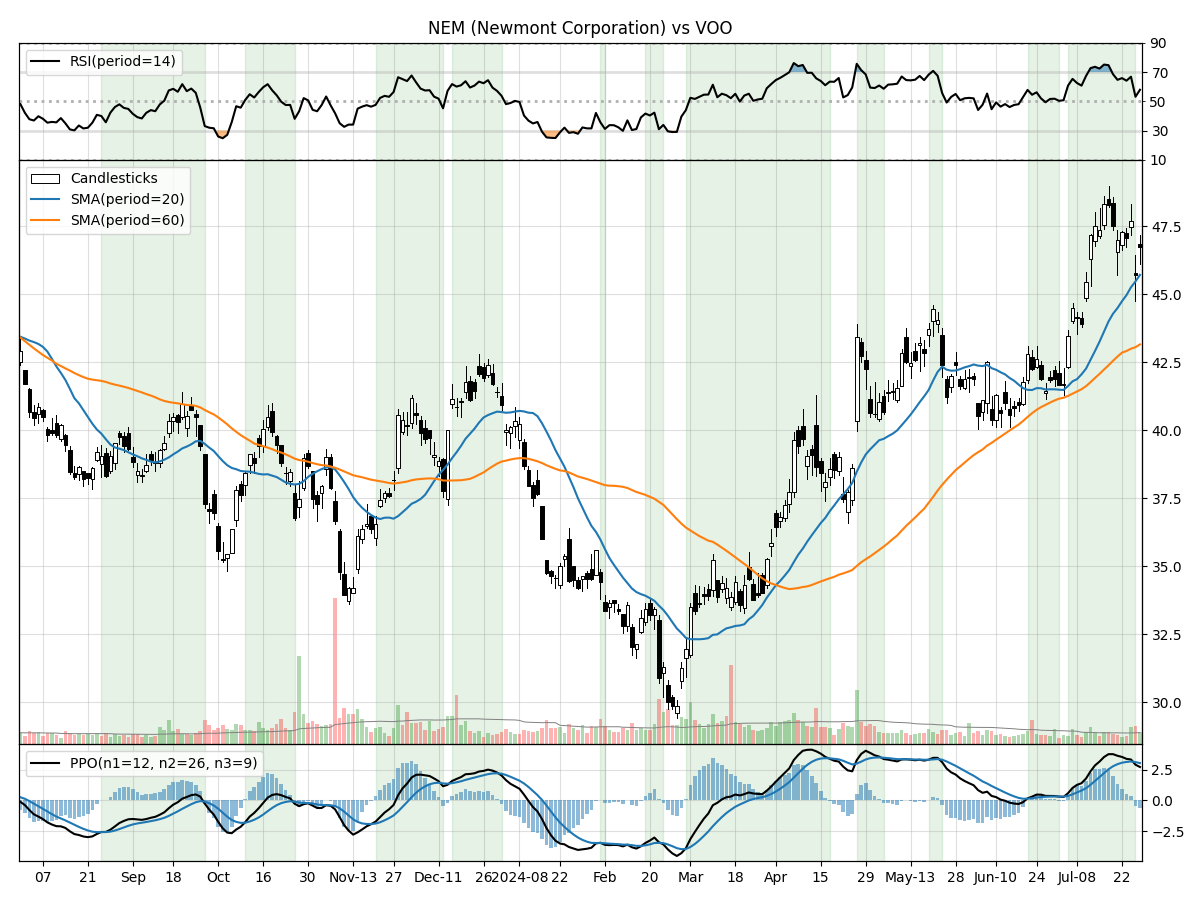 NEM (Newmont Corporation) vs VOO
RSI(period=14)
90
70
50
30
10
Candlesticks
SMA(period=20)
SMA(period=60)
47.5
45.0
42.5
40.0
37.5
35.0
32.5
30.0
PPO(n1=12, n2=26, n3=9)
2.5
0.0
−2.5
07 21 Sep 18 Oct 16 30 Nov-13 27 Dec-11 26 2024-08 22 Feb 20 Mar 18 Apr 15 29 May-13 28 Jun-10 24 Jul-08 22